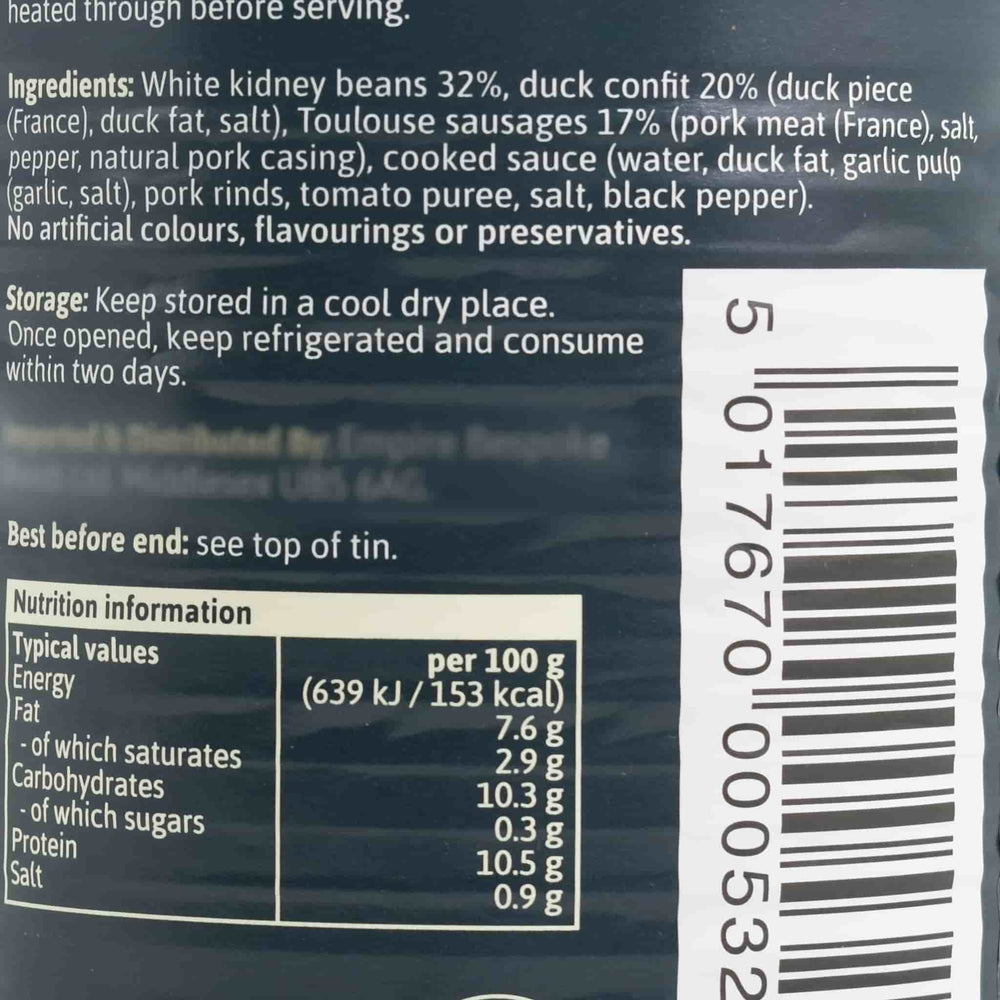 heated through before serving.
Ingredients: White kidney beans 32%, duck confit 20% (duck piece
(France), duck fat, salt), Toulouse sausages 17% (pork meat (France), salt,
pepper, natural pork casing), cooked sauce (water, duck fat, garlic pulp
(garlic, salt), pork rinds, tomato puree, salt, black pepper).
No artificial colours, flavourings or preservatives.
Storage: Keep stored in a cool dry place.
Once opened, keep refrigerated and consume
within two days.
Best before end: see top of tin.
Nutrition information
Typical values per 100 g
Energy (639 kJ / 153 kcal)
Fat 7.6 g
- of which saturates 2.9 g
Carbohydrates 10.3 g
- of which sugars 0.3 g
Protein 10.5 g
Salt 0.9 g
5 017670 000532